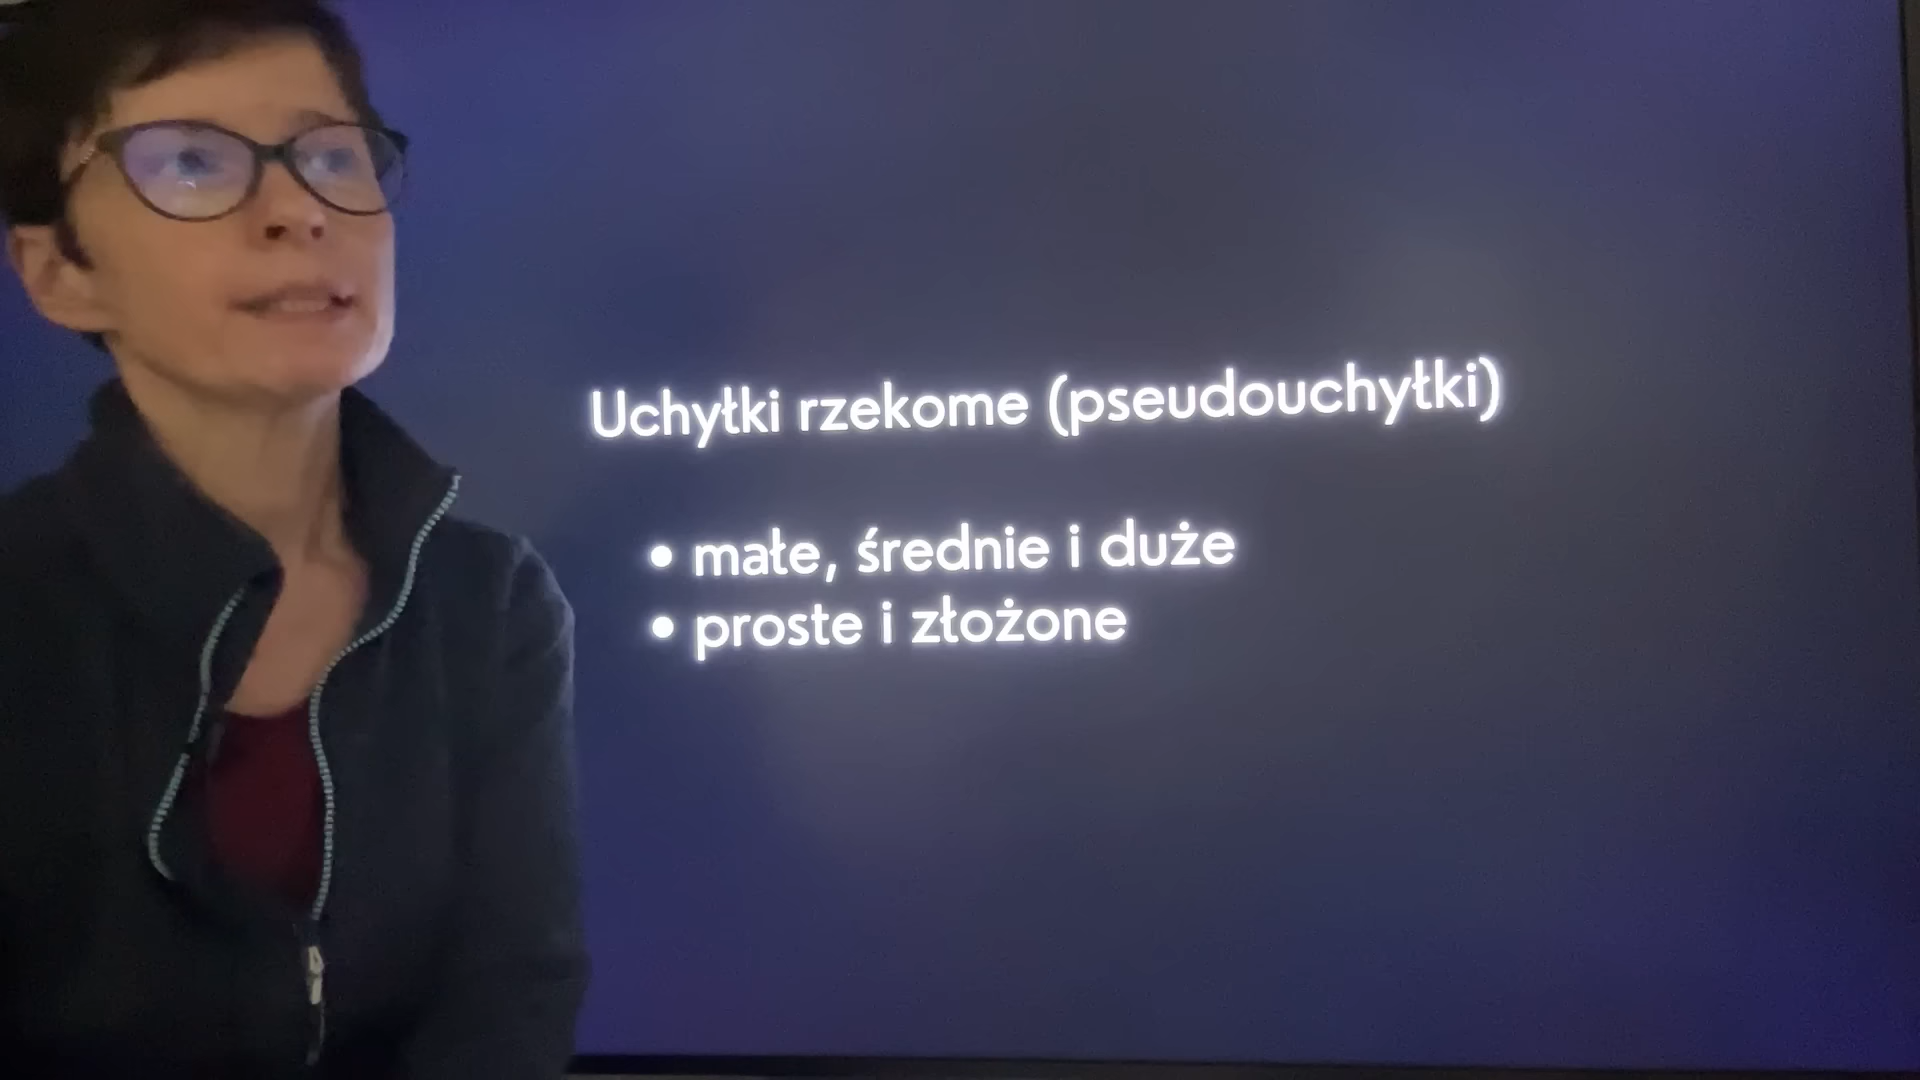 Uchyłki rzekome (pseudouchyłki)
• małe, średnie i duże
• proste i złożone